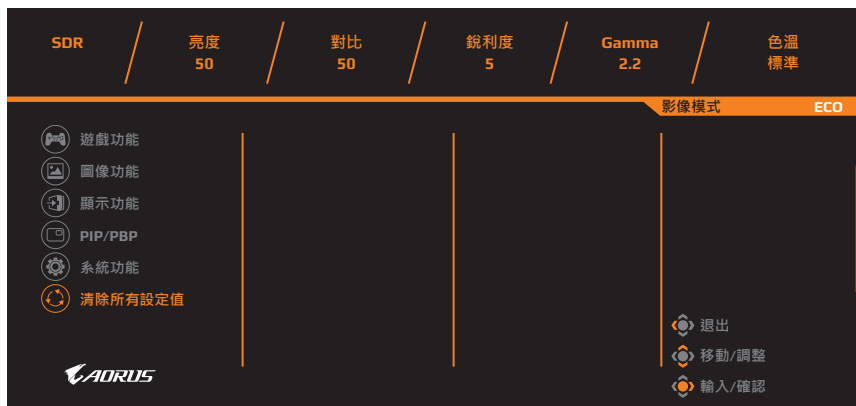 SDR
亮度
50
對比
50
銳利度
5
Gamma
2.2
色溫
標準
影像模式 ECO
遊戲功能
圖像功能
顯示功能
PIP/PBP
系統功能
清除所有設定值
退出
移動/調整
輸入/確認
AORUS